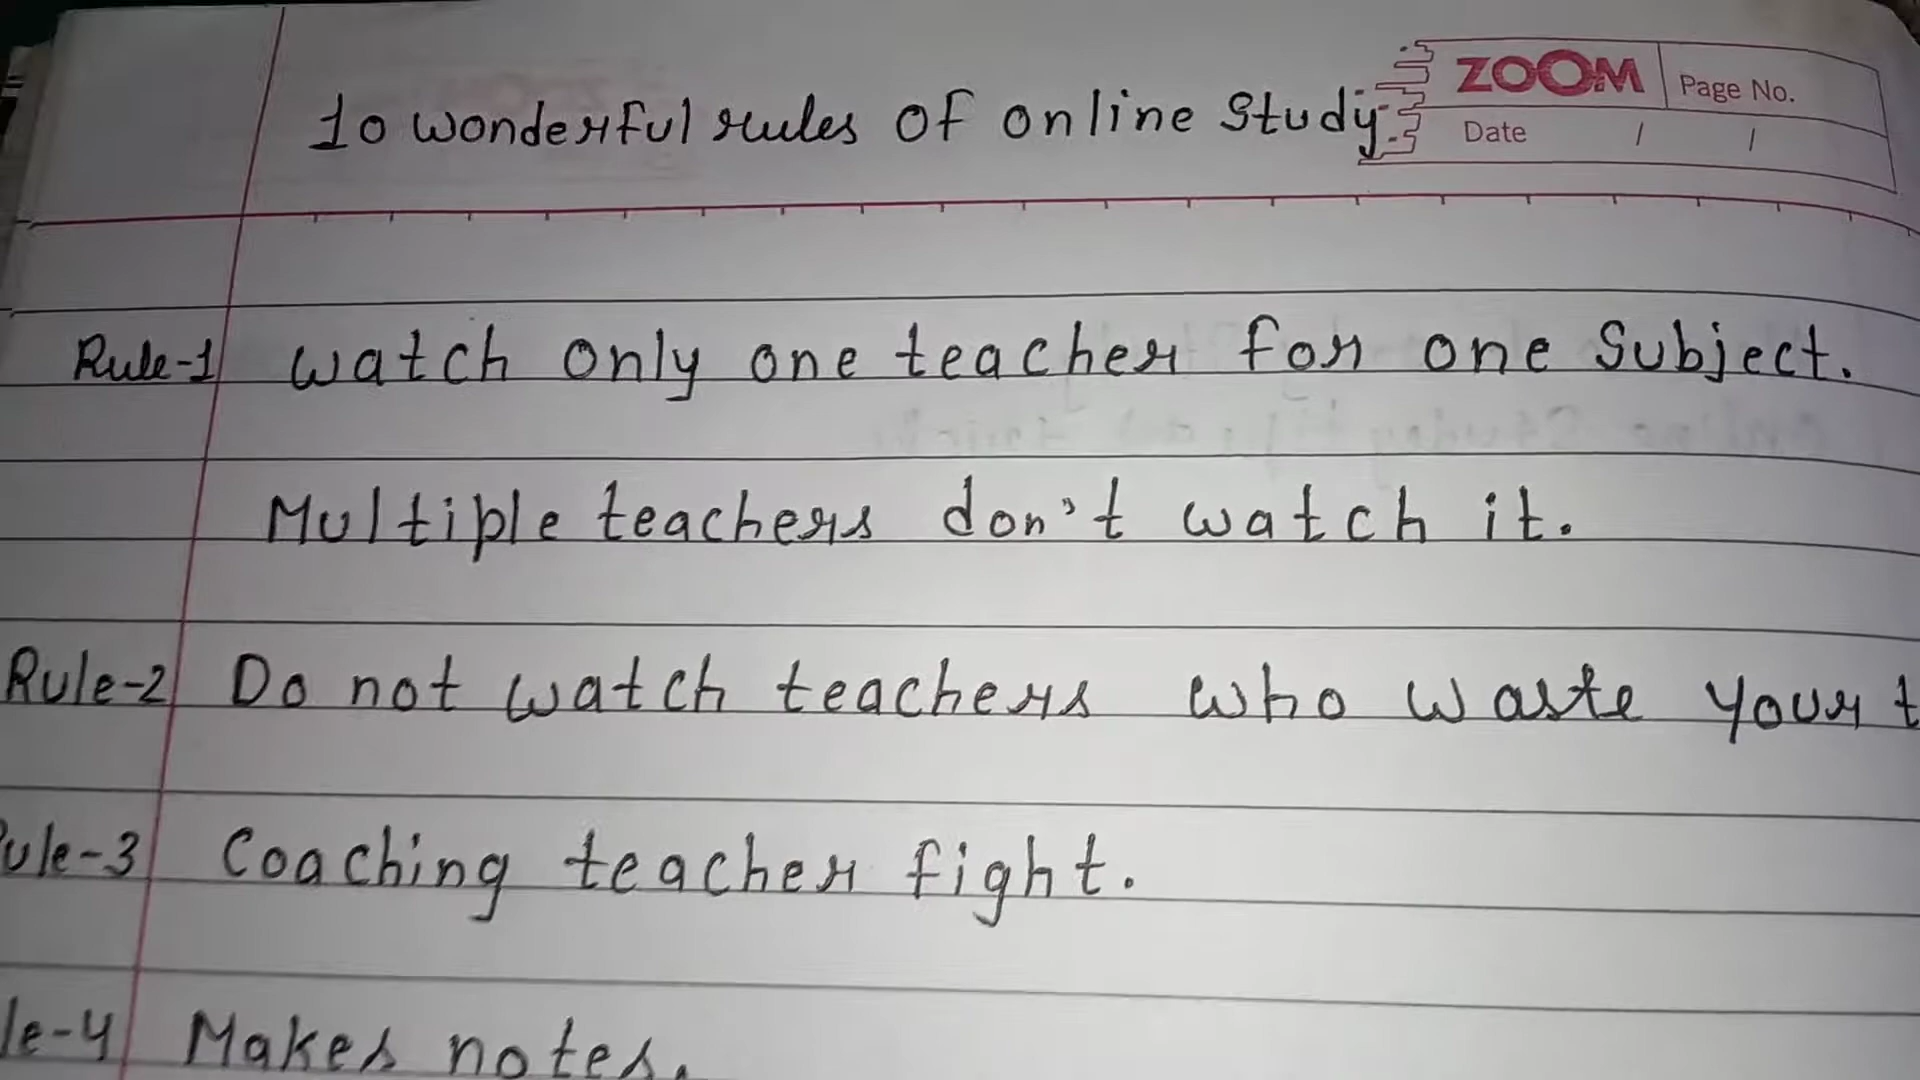 10 wonderful rules of online Study.
ZOOM
Page No.
Date / /
Rule-1 Watch only one teacher for one Subject.
Multiple teachers don't watch it.
Rule-2 Do not watch teachers who waste your t
Rule-3 Coaching teacher fight.
le-4 Makes notes.